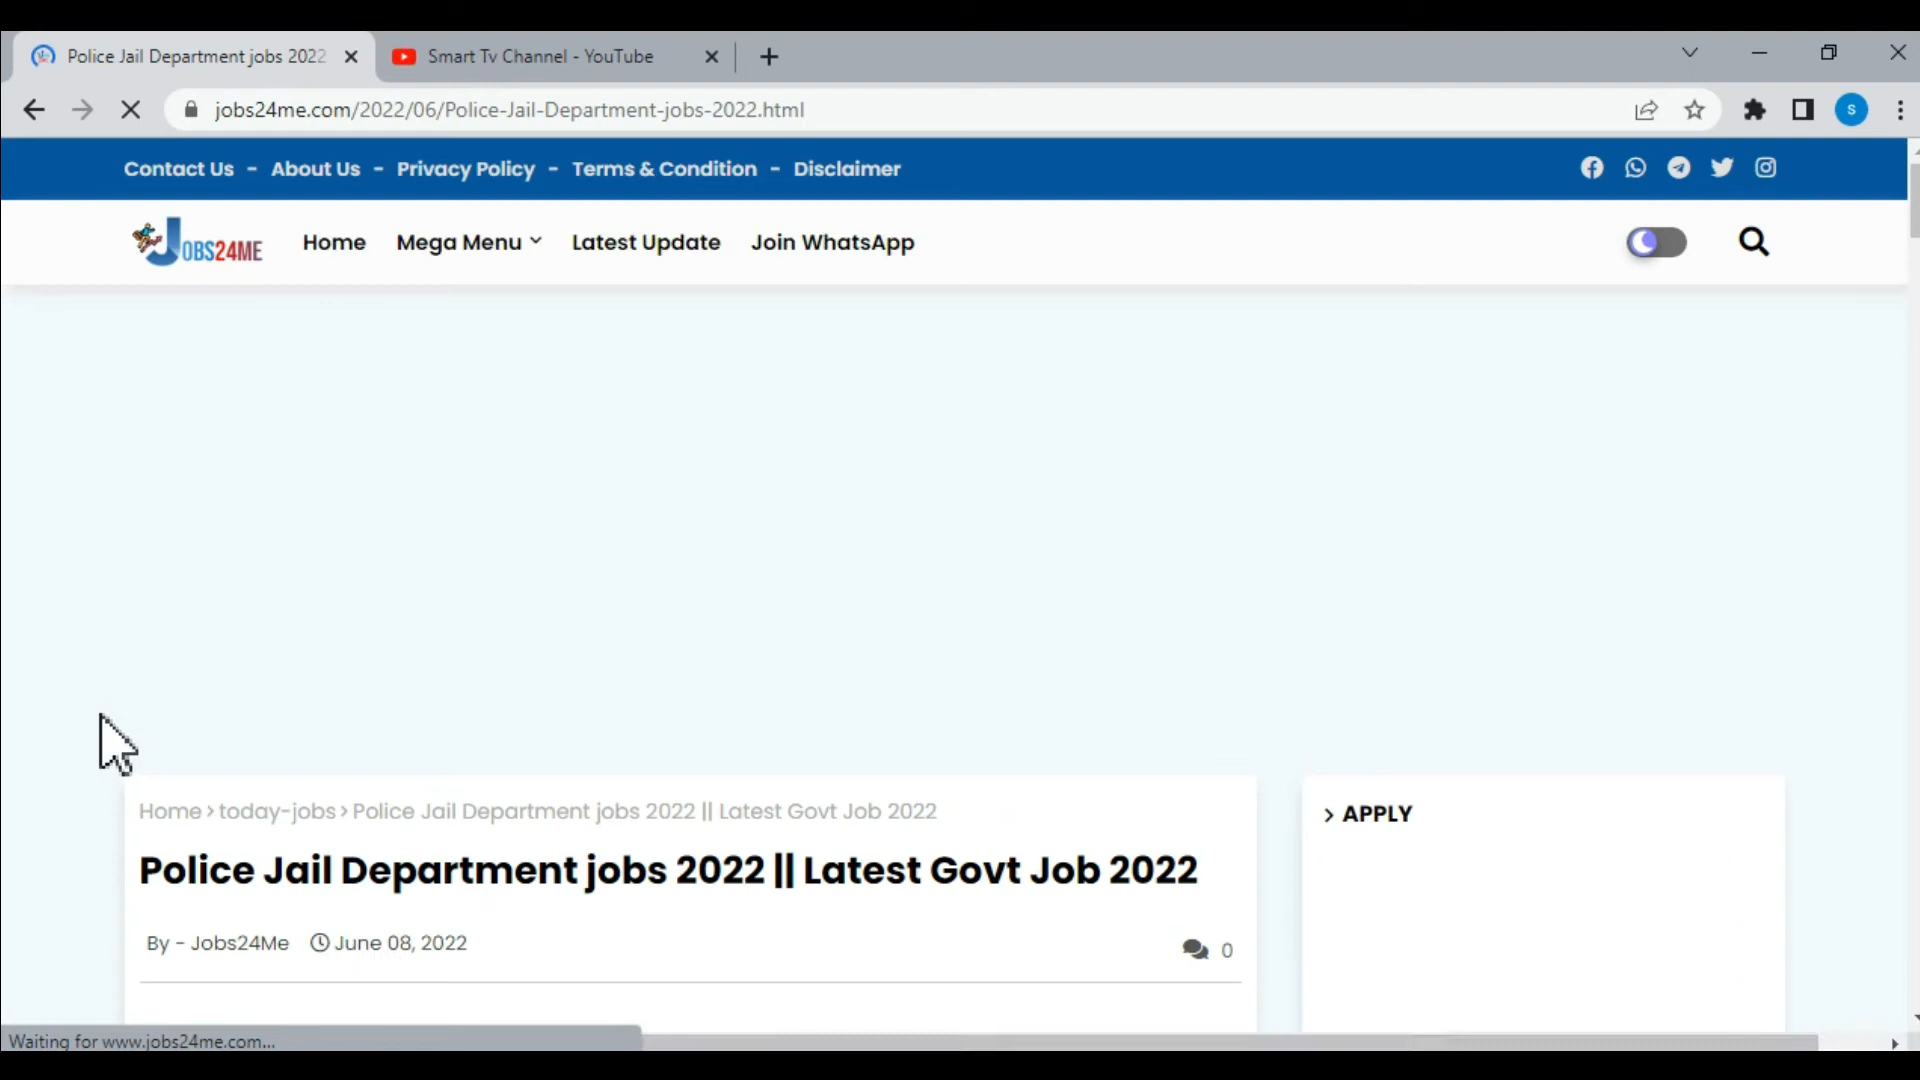 Police Jail Department jobs 2022
Smart Tv Channel - YouTube
jobs24me.com/2022/06/Police-Jail-Department-jobs-2022.html
S
Contact Us - About Us - Privacy Policy - Terms & Condition - Disclaimer
JOBS24ME
Home
Mega Menu
Latest Update
Join WhatsApp
Home > today-jobs > Police Jail Department jobs 2022 || Latest Govt Job 2022
Police Jail Department jobs 2022 || Latest Govt Job 2022
By - Jobs24Me
June 08, 2022
0
> APPLY
Waiting for www.jobs24me.com...